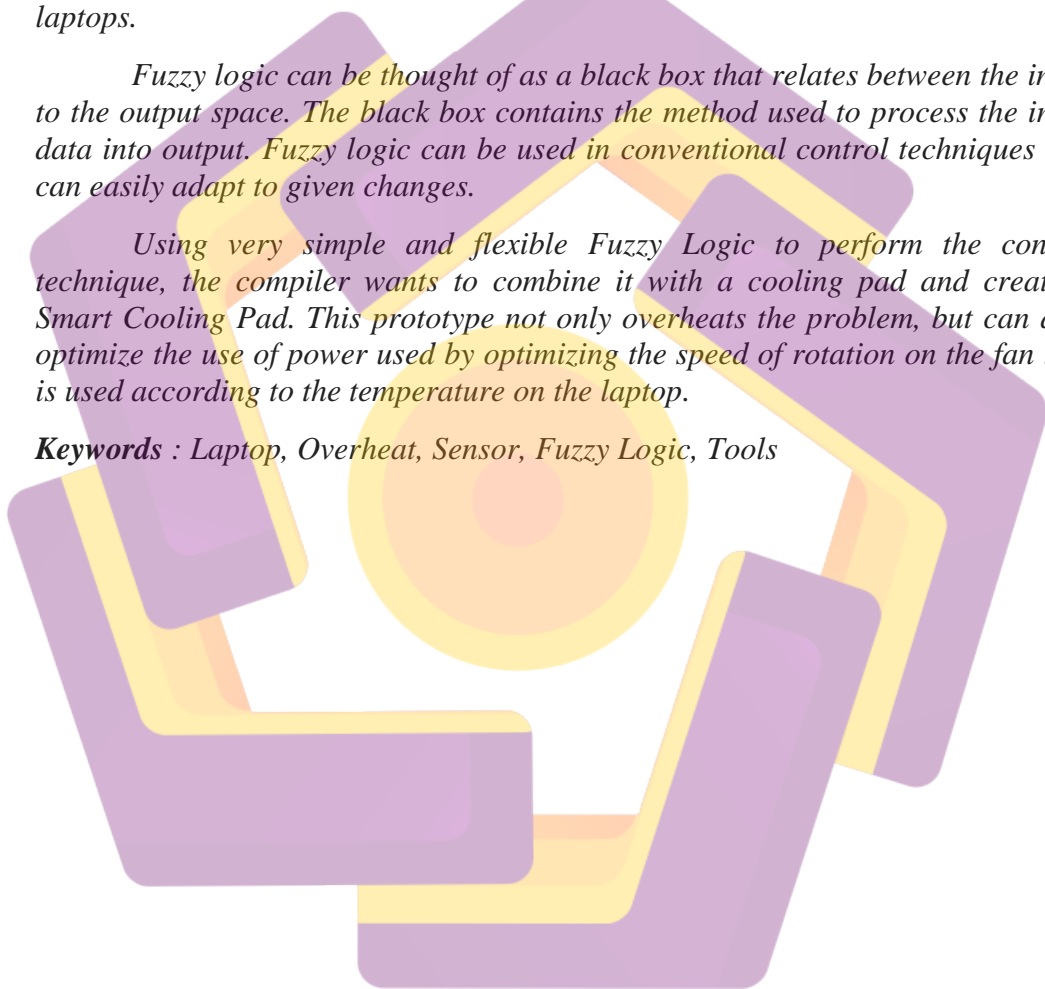 laptops.
Fuzzy logic can be thought of as a black box that relates between the in
to the output space. The black box contains the method used to process the in
data into output. Fuzzy logic can be used in conventional control techniques
can easily adapt to given changes.
Using very simple and flexible Fuzzy Logic to perform the con
technique, the compiler wants to combine it with a cooling pad and creat
Smart Cooling Pad. This prototype not only overheats the problem, but can a
optimize the use of power used by optimizing the speed of rotation on the fan
is used according to the temperature on the laptop.
Keywords : Laptop, Overheat, Sensor, Fuzzy Logic, Tools